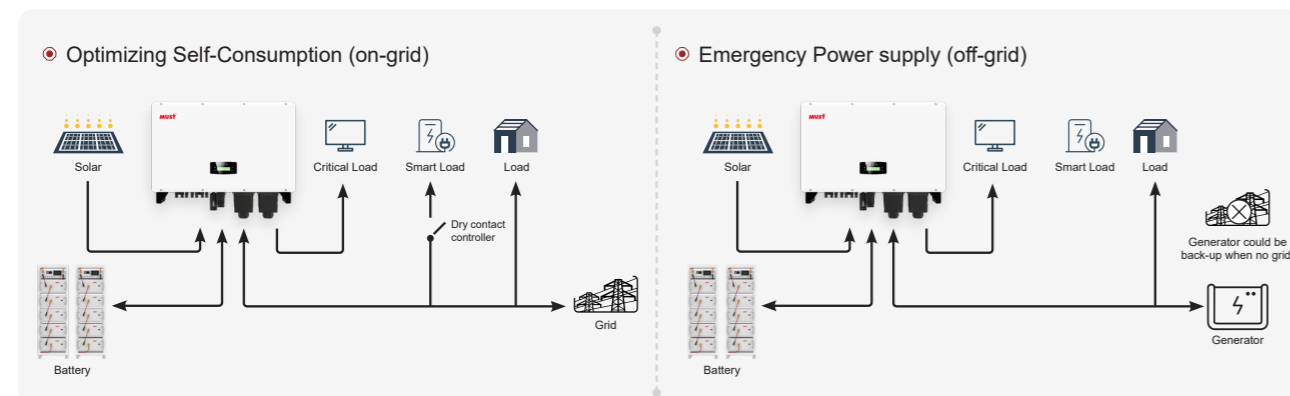 Optimizing Self-Consumption (on-grid)
MUST
Solar
Critical Load
Smart Load
Load
Dry contact
controller
Grid
Battery
Emergency Power supply (off-grid)
MUST
Solar
Critical Load
Smart Load
Load
Generator could be
back-up when no grid
Generator
Battery